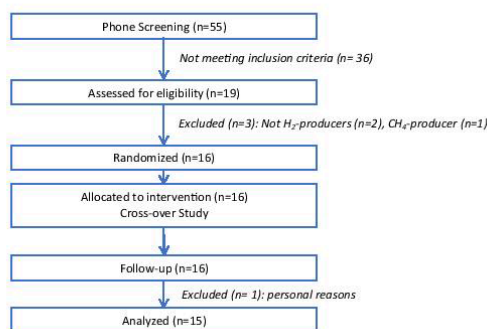 Phone Screening (n=55)
Not meeting inclusion criteria (n= 36)
Assessed for eligibility (n=19)
Excluded (n=3): Not H₂-producers (n=2), CH₄-producer (n=1)
Randomized (n=16)
Allocated to intervention (n=16)
Cross-over Study
Follow-up (n=16)
Excluded (n= 1): personal reasons
Analyzed (n=15)